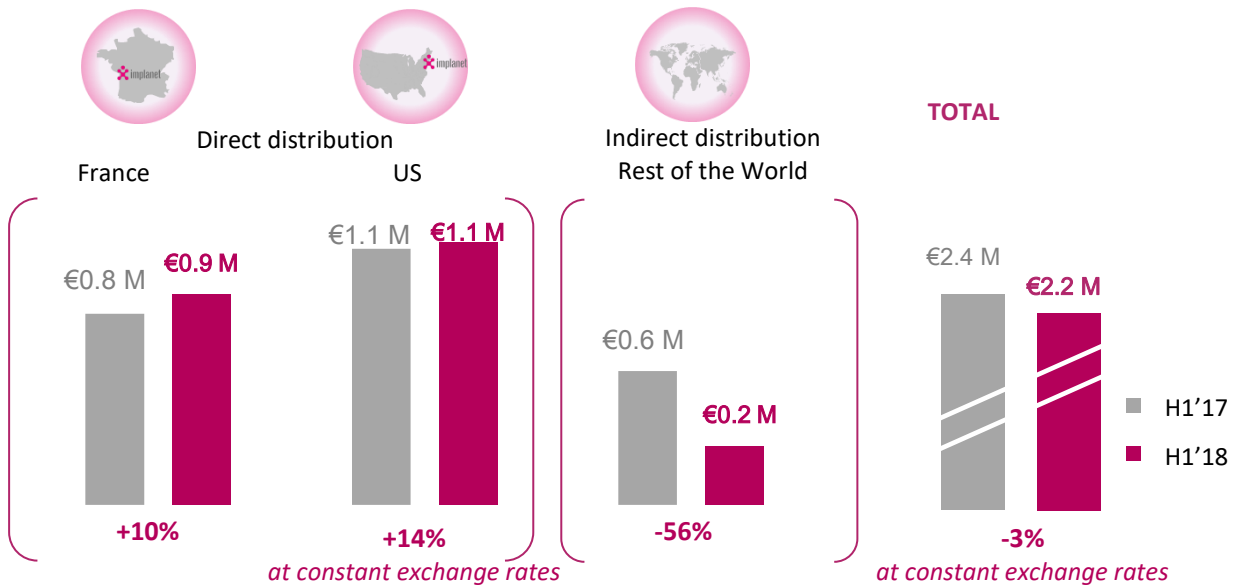 implanet
implanet
TOTAL
Direct distribution
Indirect distribution
France
US
Rest of the World
€0.8 M
€0.9 M
€1.1 M
€1.1 M
€0.6 M
€0.2 M
€2.4 M
€2.2 M
H1’17
H1’18
+10%
+14%
-56%
-3%
at constant exchange rates
at constant exchange rates